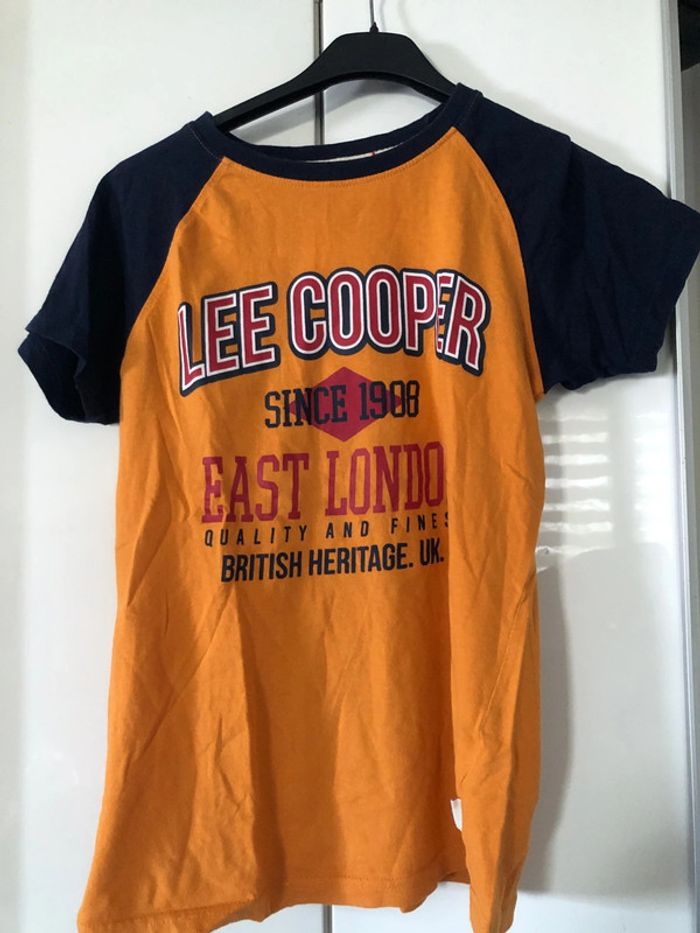 LEE COOPER
SINCE 1908
EAST LONDO
QUALITY AND FINES
BRITISH HERITAGE. UK.